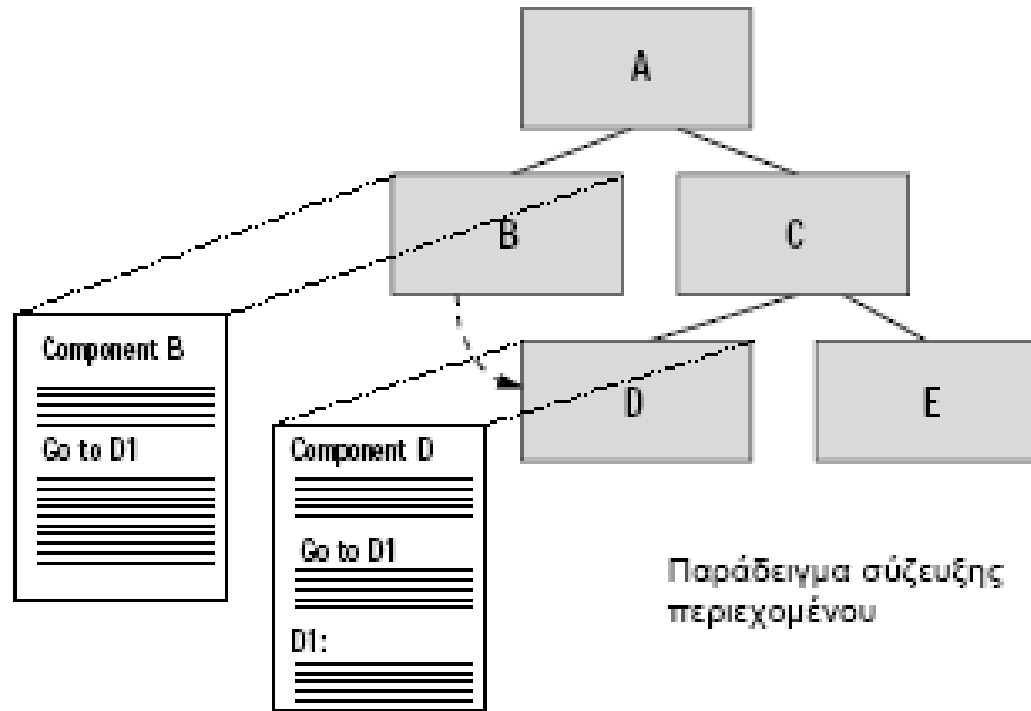 A
B
C
Component B
Go to D1
D
E
Component D
Go to D1
D1:
Παράδειγμα σύζευξης
περιεχομένου